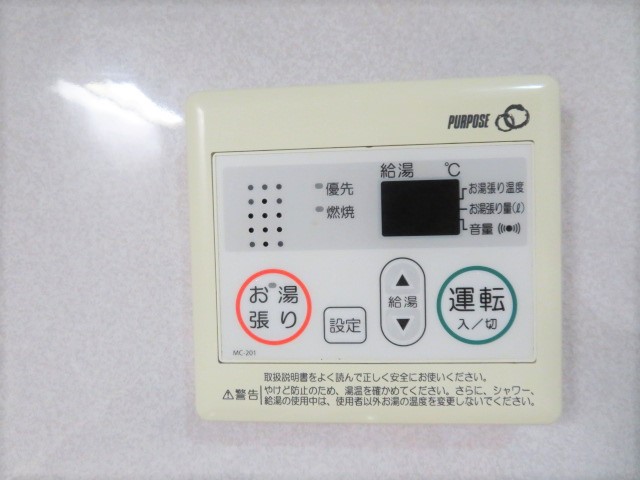 PURPOSE
給湯 ℃
優先
燃焼
お湯張り温度
お湯張り量(ℓ)
音量
お湯張り
設定
▲
給湯
▼
運転
入/切
MC-201
取扱説明書をよく読んで正しく安全にお使いください。
⚠警告 やけど防止のため、湯温を確かめてください。さらに、シャワー、
給湯の使用中は、使用者以外お湯の温度を変更しないでください。